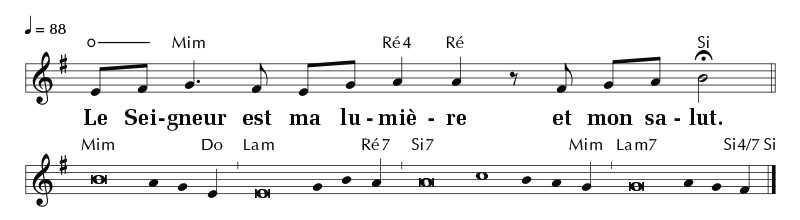 ♩ = 88
Mim Ré4 Ré Si
Le Sei-gneur est ma lu-miè-re et mon sa-lut.
Mim Do Lam Ré7 Si7 Mim Lam7 Si4/7 Si